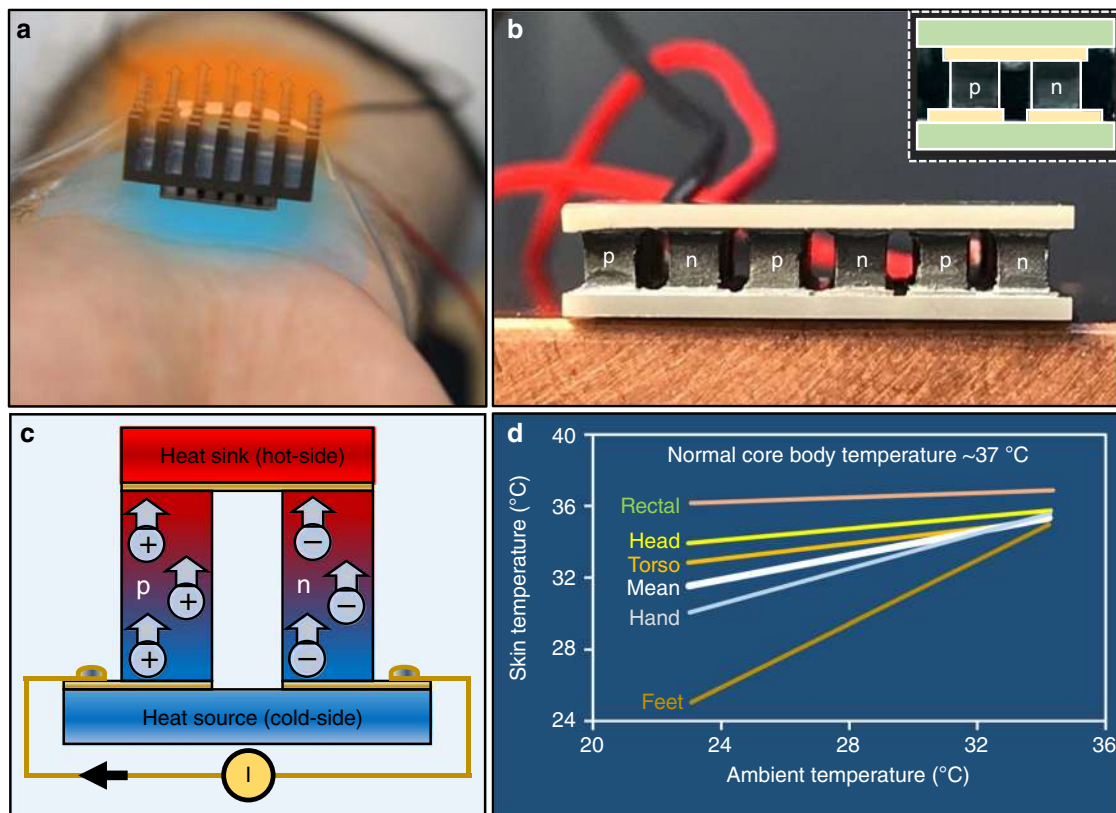 a
b
p
n
p
n
p
n
p
n
c
Heat sink (hot-side)
+
−
+
p
n
−
+
−
Heat source (cold-side)
I
d
40
Normal core body temperature ~37 °C
36
Rectal
Head
Torso
32
Mean
Hand
28
Feet
24
20
24
28
32
36
Skin temperature (°C)
Ambient temperature (°C)